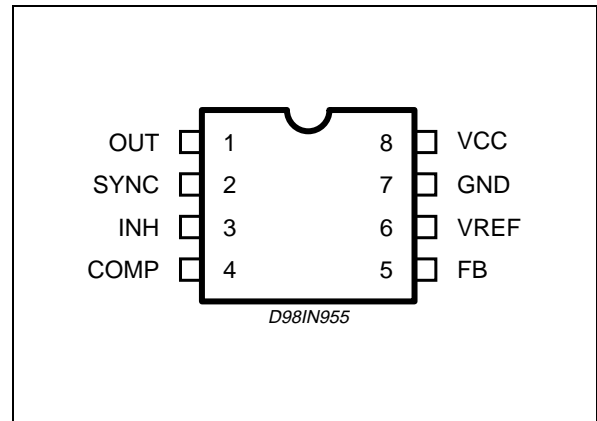 OUT 1 8 VCC
SYNC 2 7 GND
INH 3 6 VREF
COMP 4 5 FB
D98IN955